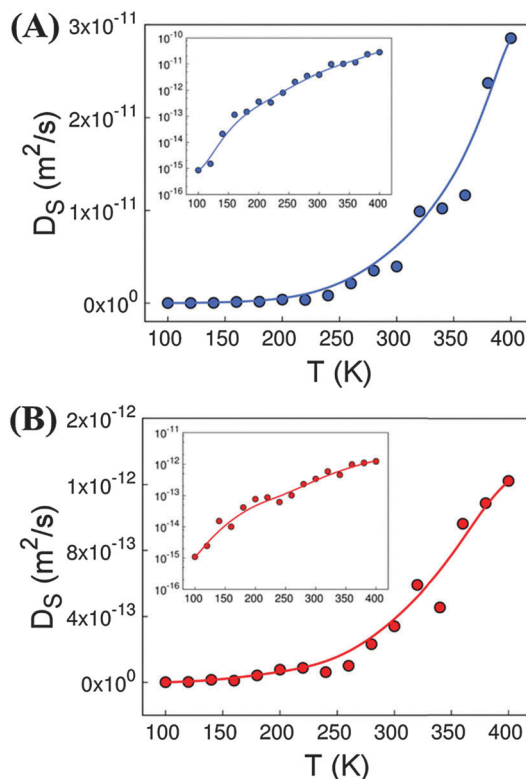 (A)
3x10⁻¹¹
2x10⁻¹¹
1x10⁻¹¹
0x10⁰
Dₛ (m²/s)
10⁻¹⁰
10⁻¹¹
10⁻¹²
10⁻¹³
10⁻¹⁴
10⁻¹⁵
10⁻¹⁶
100 150 200 250 300 350 400
100 150 200 250 300 350 400
T (K)
(B)
2x10⁻¹²
1x10⁻¹²
8x10⁻¹³
4x10⁻¹³
0x10⁰
Dₛ (m²/s)
10⁻¹¹
10⁻¹²
10⁻¹³
10⁻¹⁴
10⁻¹⁵
10⁻¹⁶
100 150 200 250 300 350 400
100 150 200 250 300 350 400
T (K)